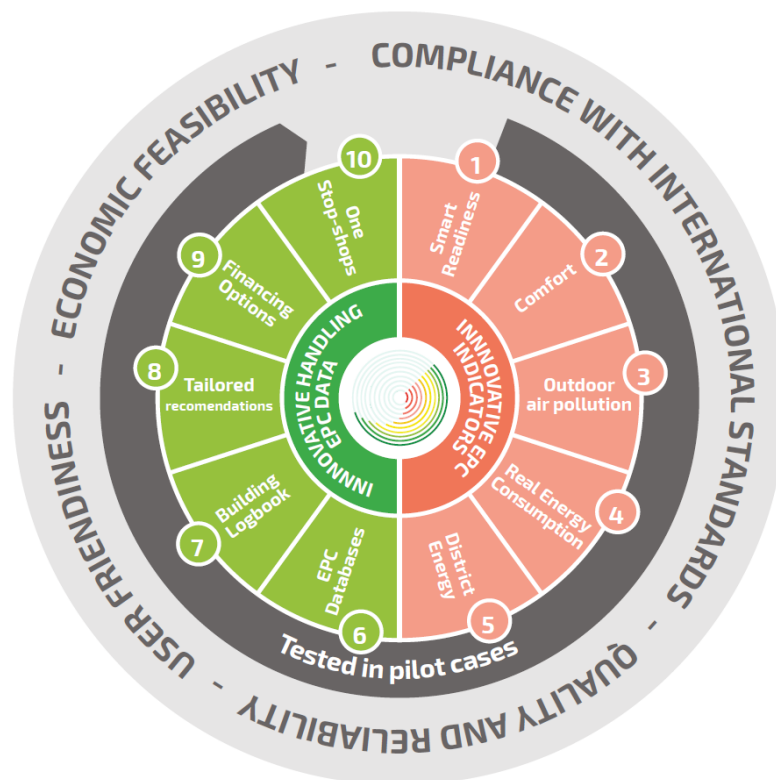 COMPLIANCE WITH INTERNATIONAL STANDARDS - QUALITY AND RELIABILITY - USER FRIENDINESS - ECONOMIC FEASIBILITY -
1
Smart
Readiness
2
Comfort
3
Outdoor
air pollution
4
Real Energy
Consumption
5
District
Energy
6
EPC
Databases
7
Building
Logbook
8
Tailored
recomendations
9
Financing
Options
10
One
Stop-shops
INNNOVATIVE EPC
INDICATORS
INNNOVATIVE HANDLING
EPC DATA
Tested in pilot cases